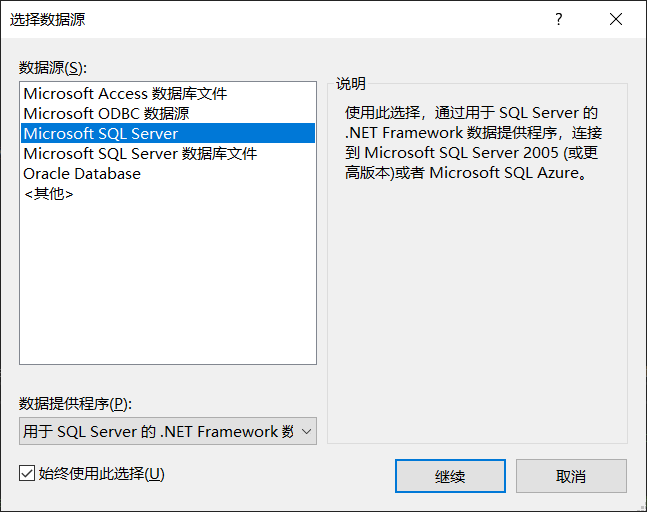 选择数据源
?
数据源(S):
Microsoft Access 数据库文件
Microsoft ODBC 数据源
Microsoft SQL Server
Microsoft SQL Server 数据库文件
Oracle Database
<其他>
说明
使用此选择，通过用于 SQL Server 的
.NET Framework 数据提供程序，连接
到 Microsoft SQL Server 2005 (或更
高版本)或者 Microsoft SQL Azure。
数据提供程序(P):
用于 SQL Server 的 .NET Framework 数
始终使用此选择(U)
继续
取消